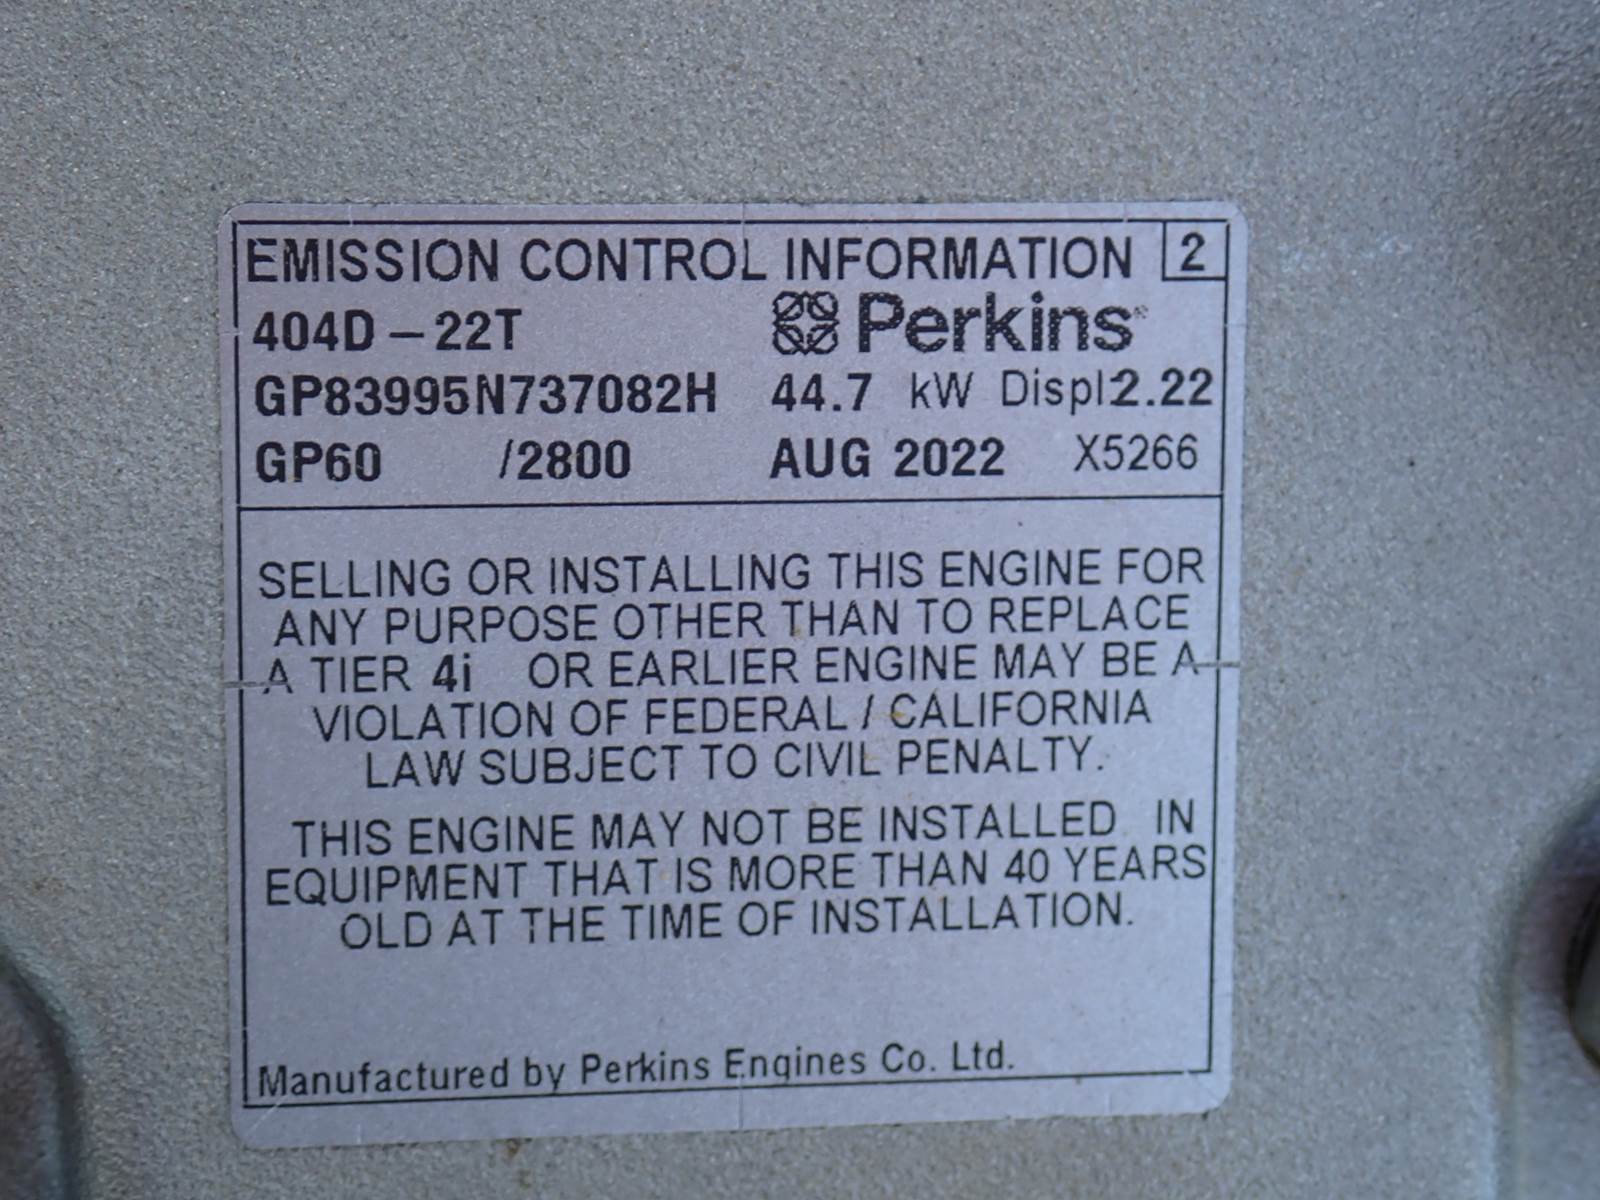 EMISSION CONTROL INFORMATION 2
404D – 22T Perkins
GP83995N737082H 44.7 kW Displ:2.22
GP60 /2800 AUG 2022 X5266
SELLING OR INSTALLING THIS ENGINE FOR
ANY PURPOSE OTHER THAN TO REPLACE
A TIER 4i OR EARLIER ENGINE MAY BE A
VIOLATION OF FEDERAL / CALIFORNIA
LAW SUBJECT TO CIVIL PENALTY.
THIS ENGINE MAY NOT BE INSTALLED IN
EQUIPMENT THAT IS MORE THAN 40 YEARS
OLD AT THE TIME OF INSTALLATION.
Manufactured by Perkins Engines Co. Ltd.